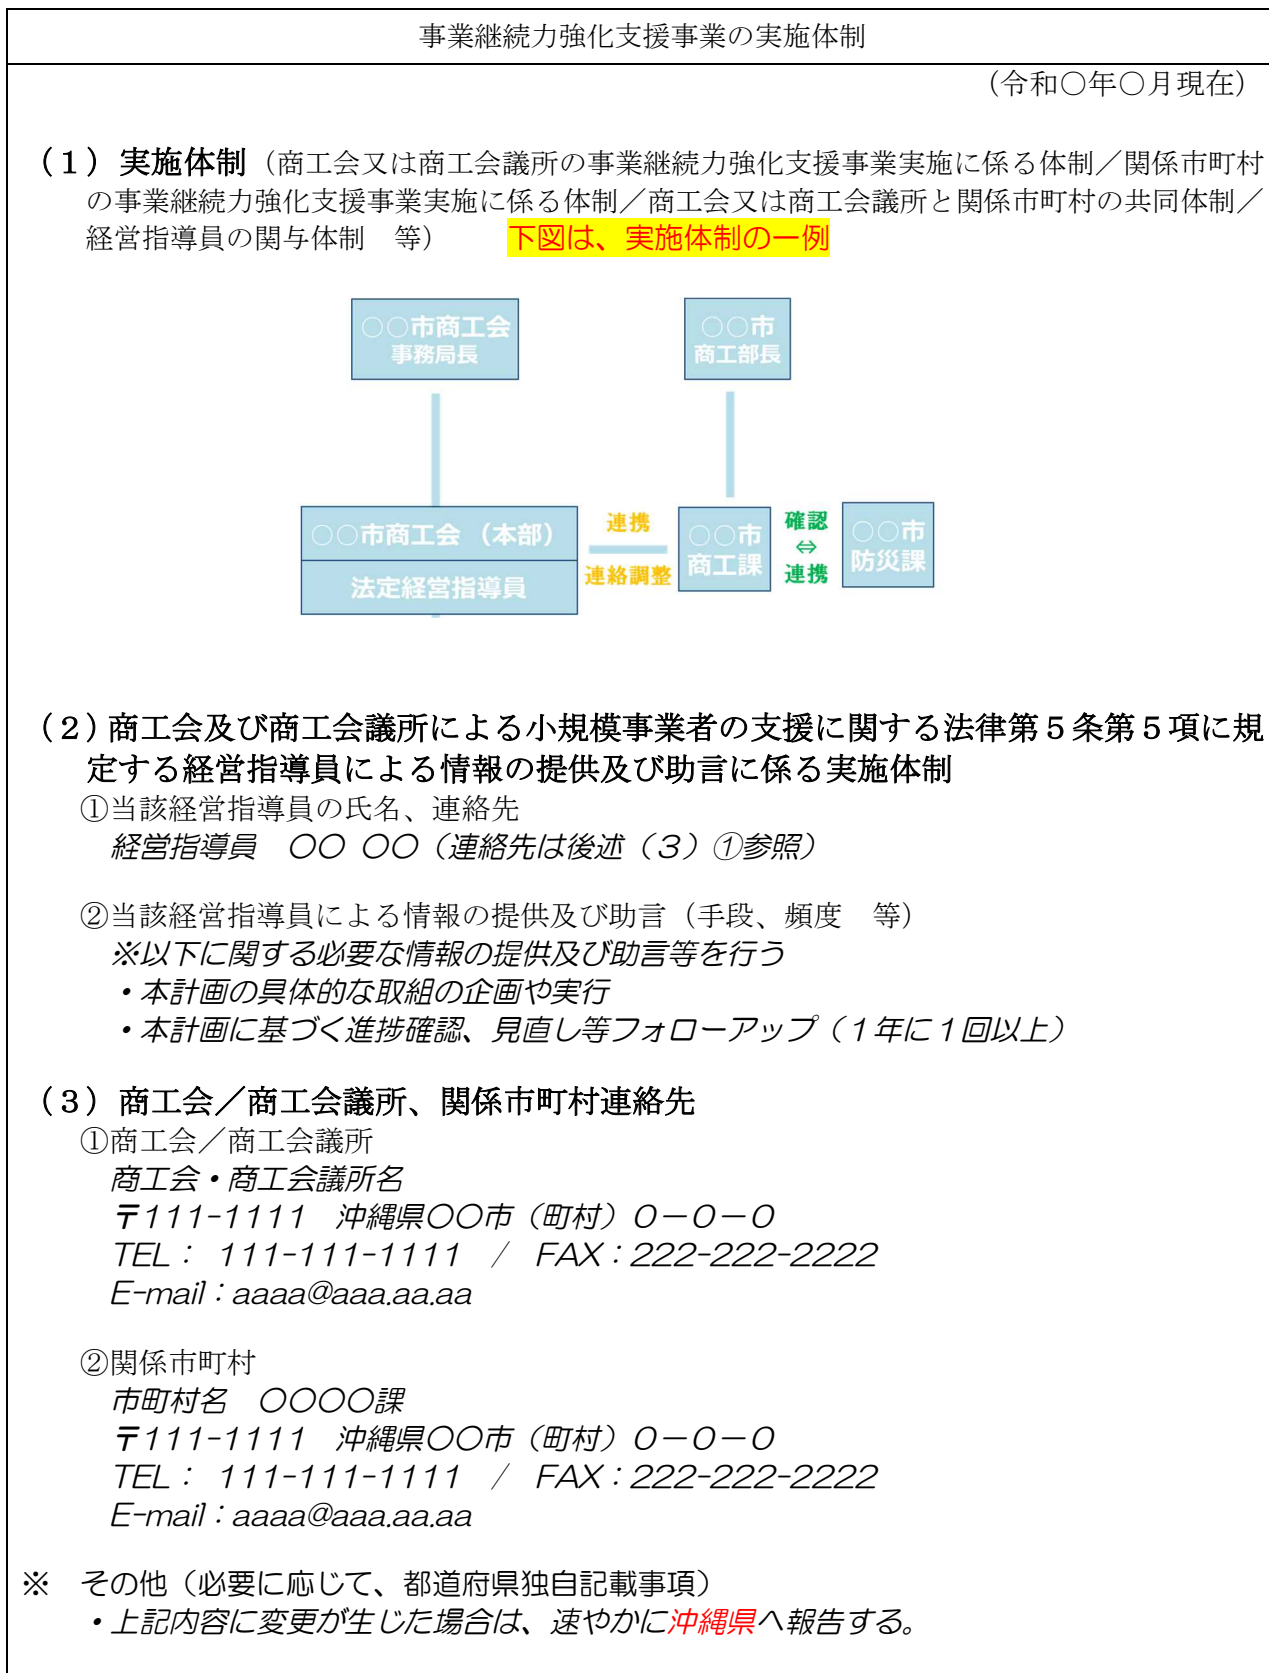 事業継続力強化支援事業の実施体制
（令和〇年〇月現在）
（１）実施体制（商工会又は商工会議所の事業継続力強化支援事業実施に係る体制／関係市町村
の事業継続力強化支援事業実施に係る体制／商工会又は商工会議所と関係市町村の共同体制／
経営指導員の関与体制　等）　　下図は、実施体制の一例
〇〇市商工会
事務局長
〇〇市
商工部長
〇〇市商工会（本部）
法定経営指導員
連携
連絡調整
〇〇市
商工課
確認
⇔
連携
〇〇市
防災課
（２）商工会及び商工会議所による小規模事業者の支援に関する法律第５条第５項に規
定する経営指導員による情報の提供及び助言に係る実施体制
①当該経営指導員の氏名、連絡先
経営指導員　〇〇 〇〇（連絡先は後述（３）①参照）
②当該経営指導員による情報の提供及び助言（手段、頻度　等）
※以下に関する必要な情報の提供及び助言等を行う
・本計画の具体的な取組の企画や実行
・本計画に基づく進捗確認、見直し等フォローアップ（１年に１回以上）
（３）商工会／商工会議所、関係市町村連絡先
①商工会／商工会議所
商工会・商工会議所名
〒111-1111　沖縄県〇〇市（町村）０－０－０
TEL： 111-111-1111　/　FAX：222-222-2222
E-mail：aaaa@aaa.aa.aa
②関係市町村
市町村名　〇〇〇〇課
〒111-1111　沖縄県〇〇市（町村）０－０－０
TEL： 111-111-1111　/　FAX：222-222-2222
E-mail：aaaa@aaa.aa.aa
※　その他（必要に応じて、都道府県独自記載事項）
・上記内容に変更が生じた場合は、速やかに沖縄県へ報告する。